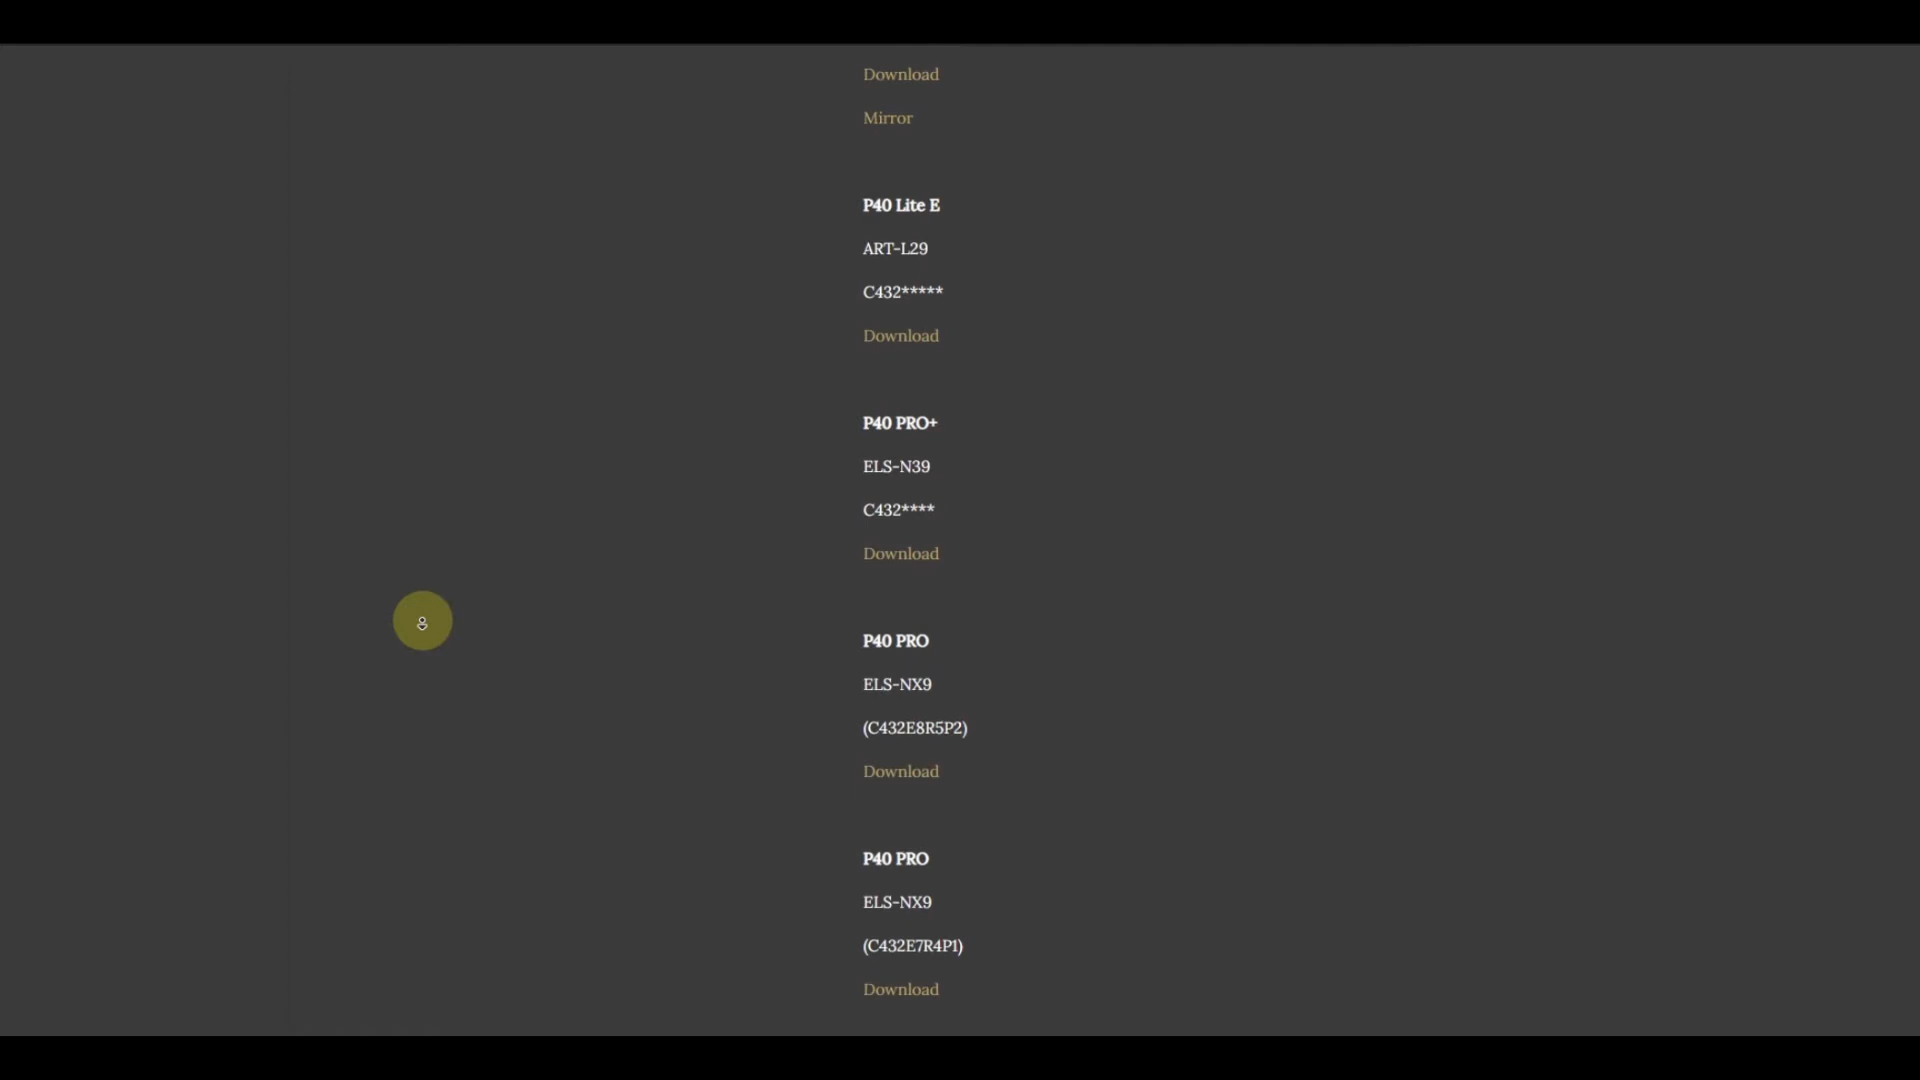 Download
Mirror
P40 Lite E
ART-L29
C432*****
Download
P40 PRO+
ELS-N39
C432****
Download
P40 PRO
ELS-NX9
(C432E8R5P2)
Download
P40 PRO
ELS-NX9
(C432E7R4P1)
Download